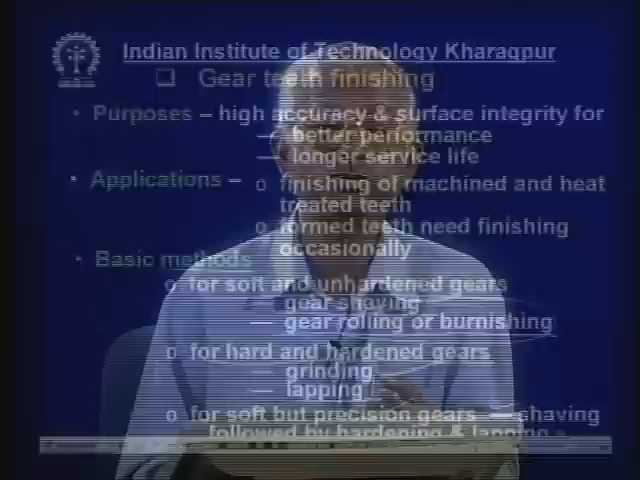 Indian Institute of Technology Kharagpur
Gear teeth finishing
• Purposes – high accuracy & surface integrity for
— better performance
— longer service life
• Applications – o finishing of machined and heat
treated teeth
o formed teeth need finishing
occasionally
• Basic methods
o for soft and unhardened gears
— gear shaving
— gear rolling or burnishing
o for hard and hardened gears
— grinding
— lapping
o for soft but precision gears — shaving
followed by hardening & lapping